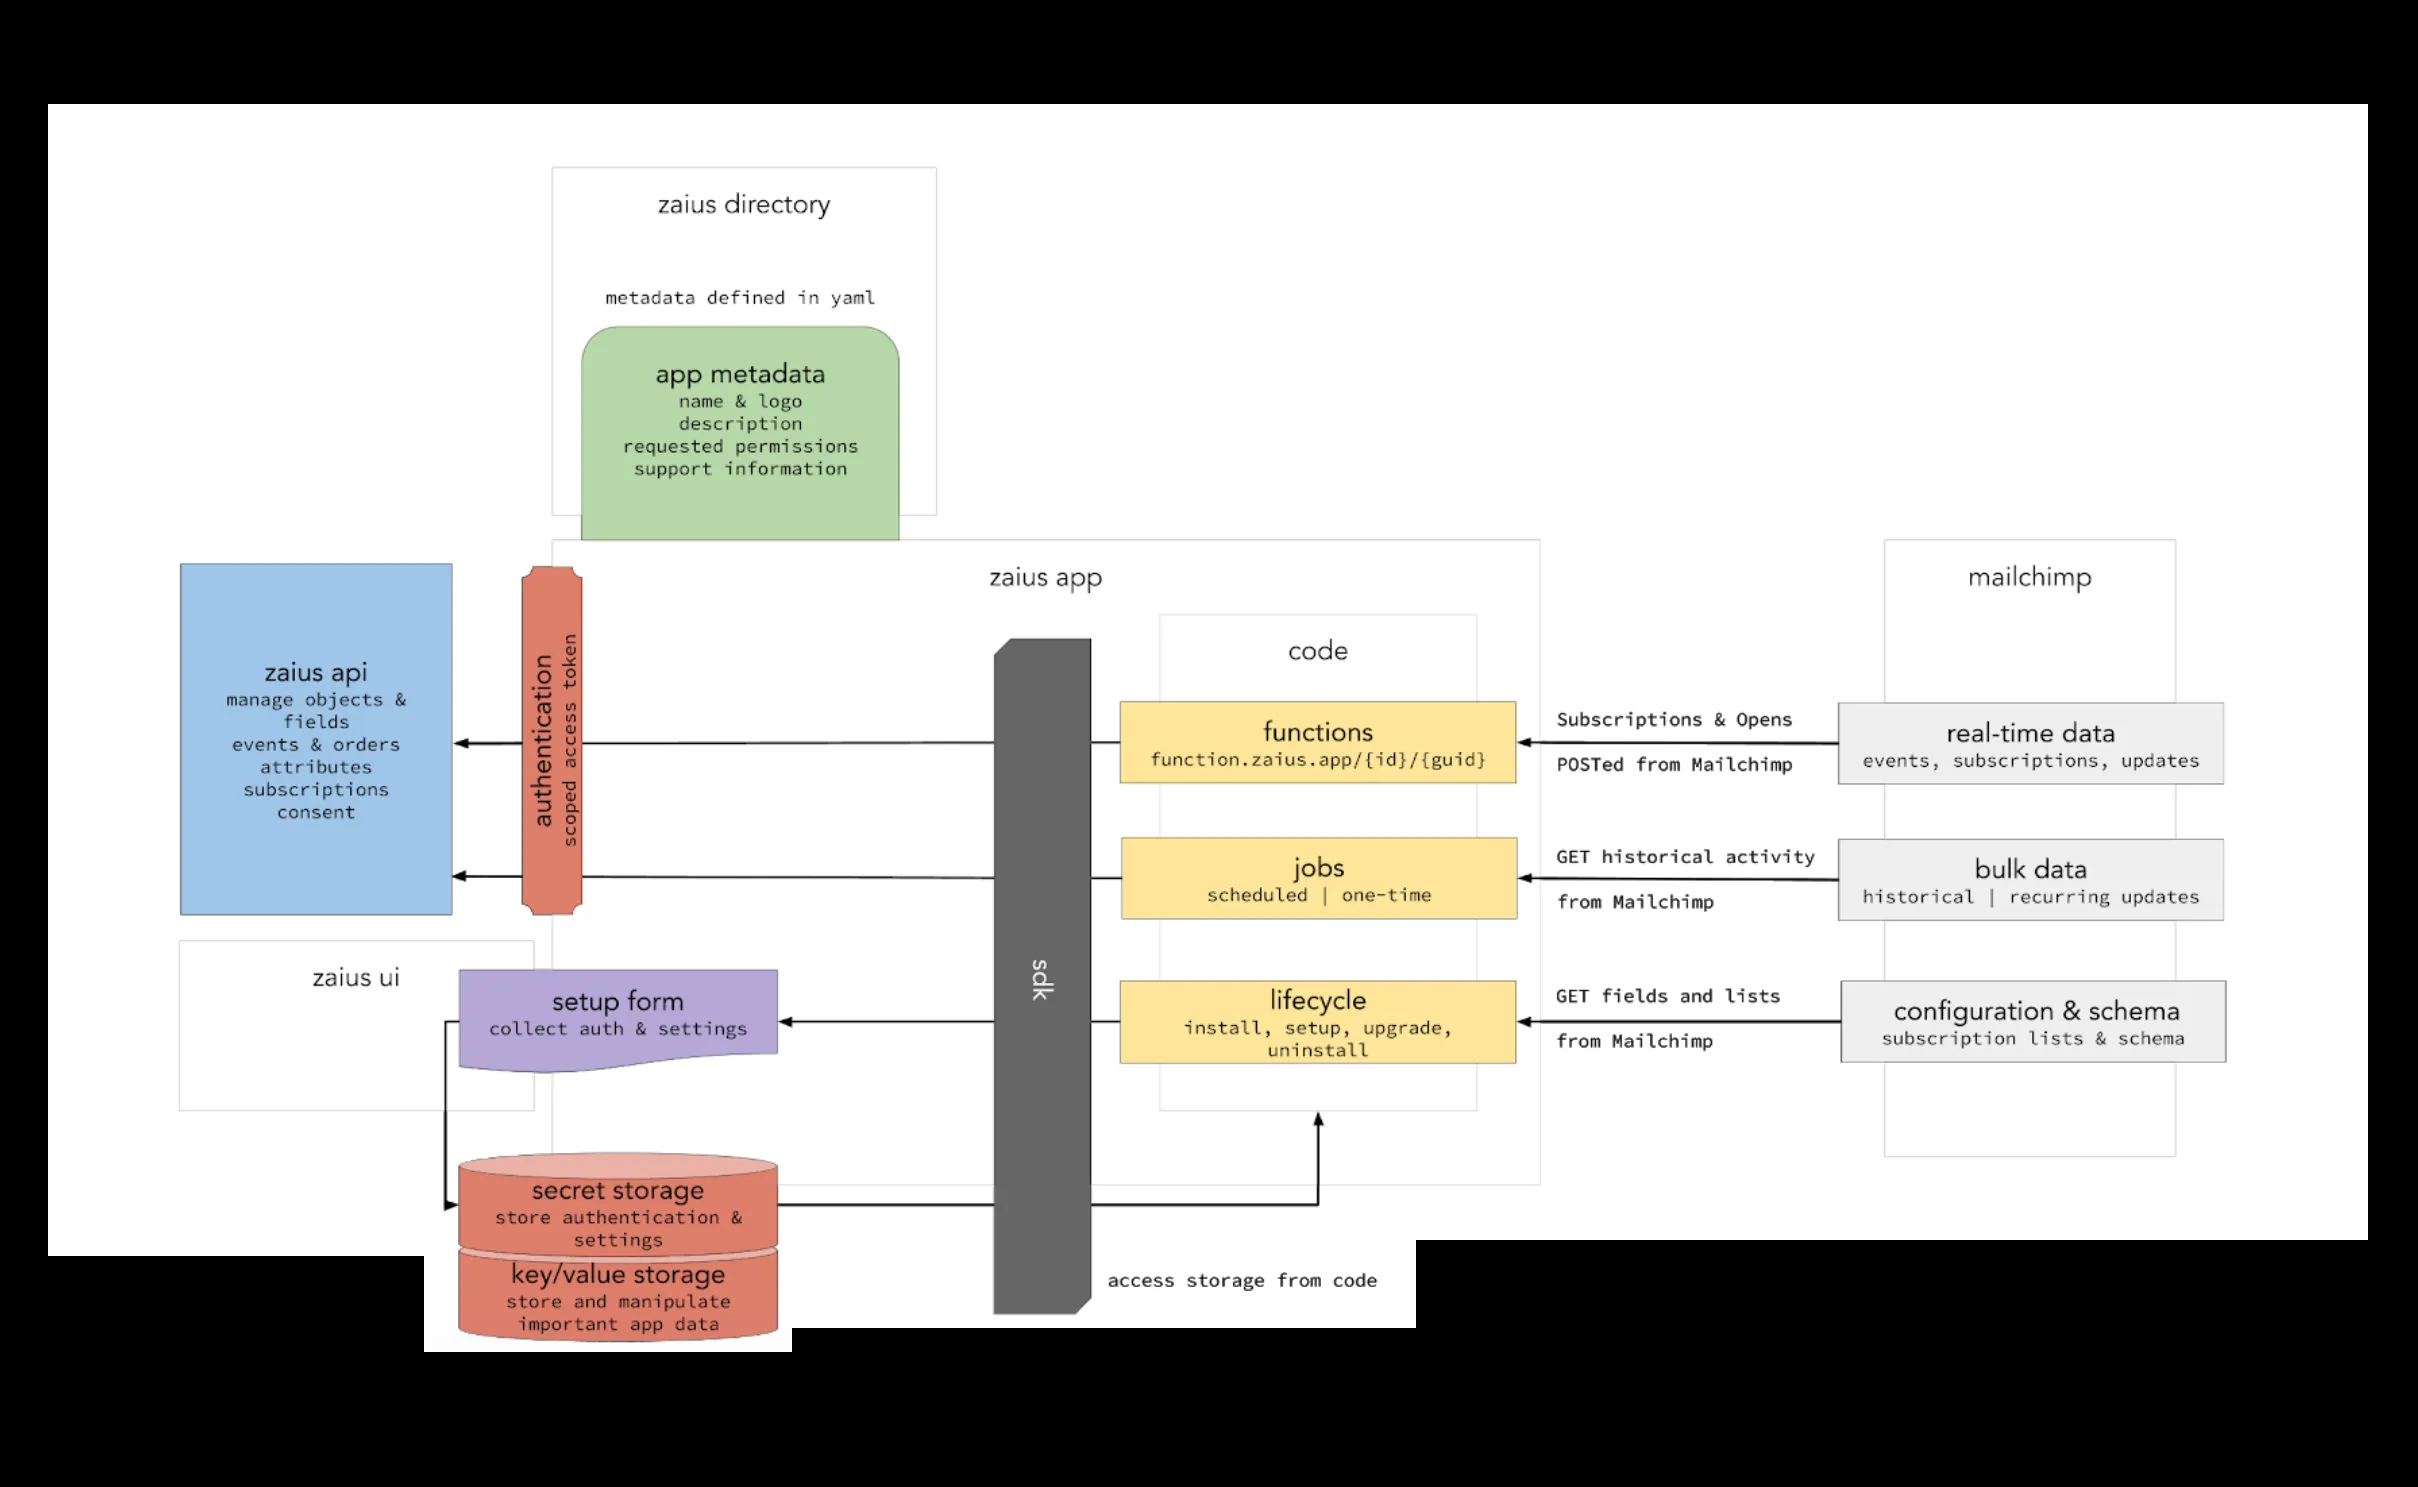 zaius directory
metadata defined in yaml
app metadata
name & logo
description
requested permissions
support information
zaius app
mailchimp
zaius api
manage objects &
fields
events & orders
attributes
subscriptions
consent
authentication
scoped access token
sdk
code
functions
function.zaius.app/{id}/{guid}
Subscriptions & Opens
POSTed from Mailchimp
real-time data
events, subscriptions, updates
jobs
scheduled | one-time
GET historical activity
from Mailchimp
bulk data
historical | recurring updates
zaius ui
setup form
collect auth & settings
lifecycle
install, setup, upgrade,
uninstall
GET fields and lists
from Mailchimp
configuration & schema
subscription lists & schema
secret storage
store authentication &
settings
key/value storage
store and manipulate
important app data
access storage from code